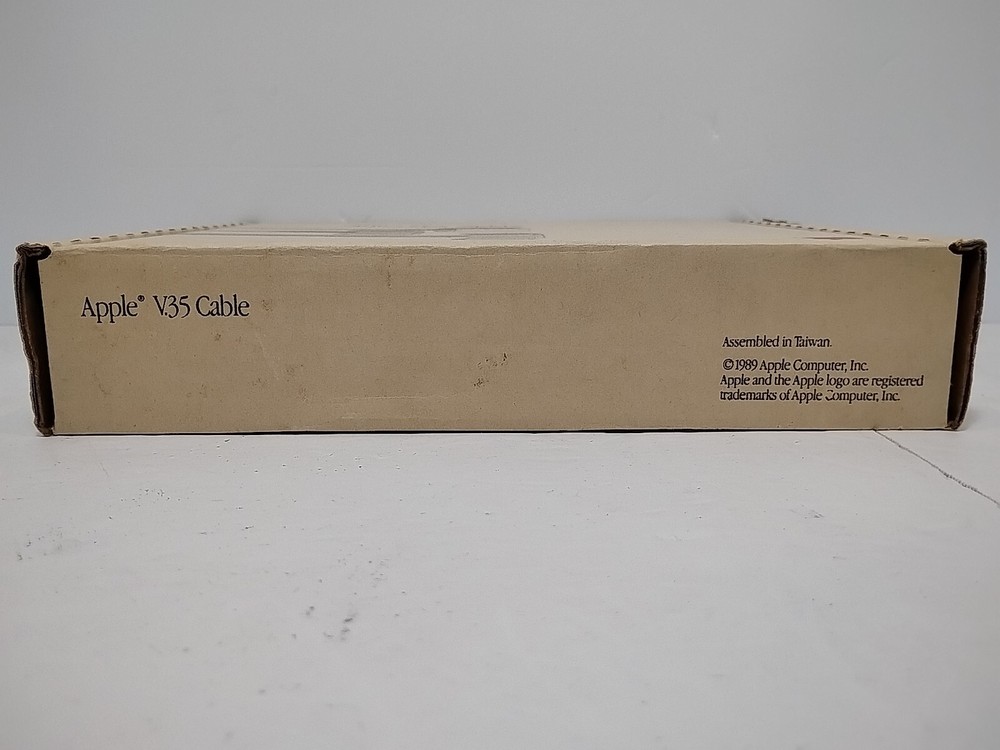 Apple® V.35 Cable
Assembled in Taiwan.
©1989 Apple Computer, Inc.
Apple and the Apple logo are registered
trademarks of Apple Computer, Inc.